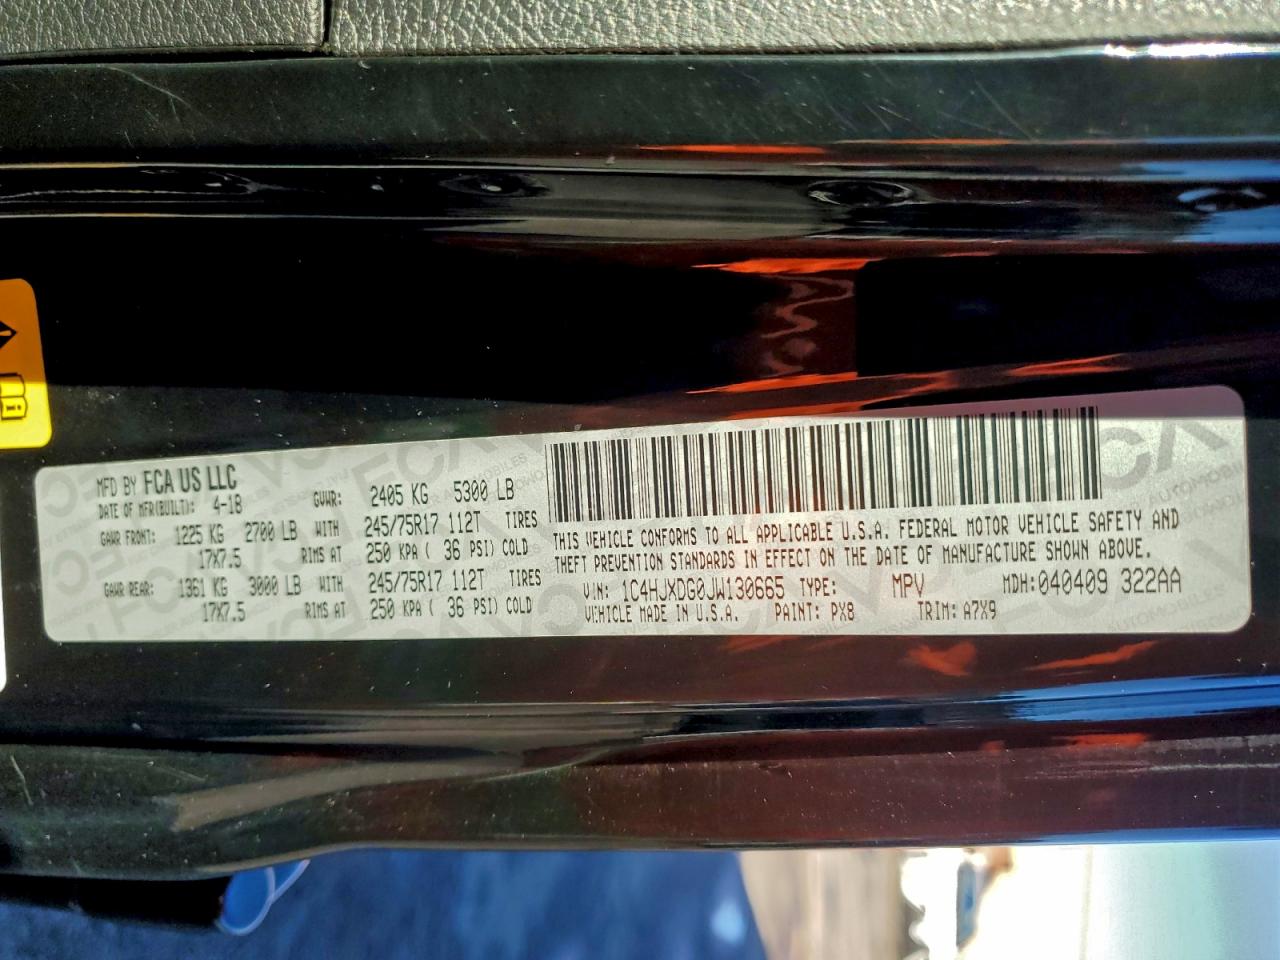 MFD BY FCA US LLC
DATE OF MFR(BUILT): 4-18 GVWR: 2405 KG 5300 LB
GAWR FRONT: 1225 KG 2700 LB WITH 245/75R17 112T TIRES
17X7.5 RIMS AT 250 KPA ( 36 PSI) COLD
GAWR REAR: 1361 KG 3000 LB WITH 245/75R17 112T TIRES
17X7.5 RIMS AT 250 KPA ( 36 PSI) COLD
THIS VEHICLE CONFORMS TO ALL APPLICABLE U.S.A. FEDERAL MOTOR VEHICLE SAFETY AND
THEFT PREVENTION STANDARDS IN EFFECT ON THE DATE OF MANUFACTURE SHOWN ABOVE.
VIN: 1C4HJXDG0JW130665 TYPE: MPV MDH: 040409 322AA
VEHICLE MADE IN U.S.A. PAINT: PX8 TRIM: A7X9